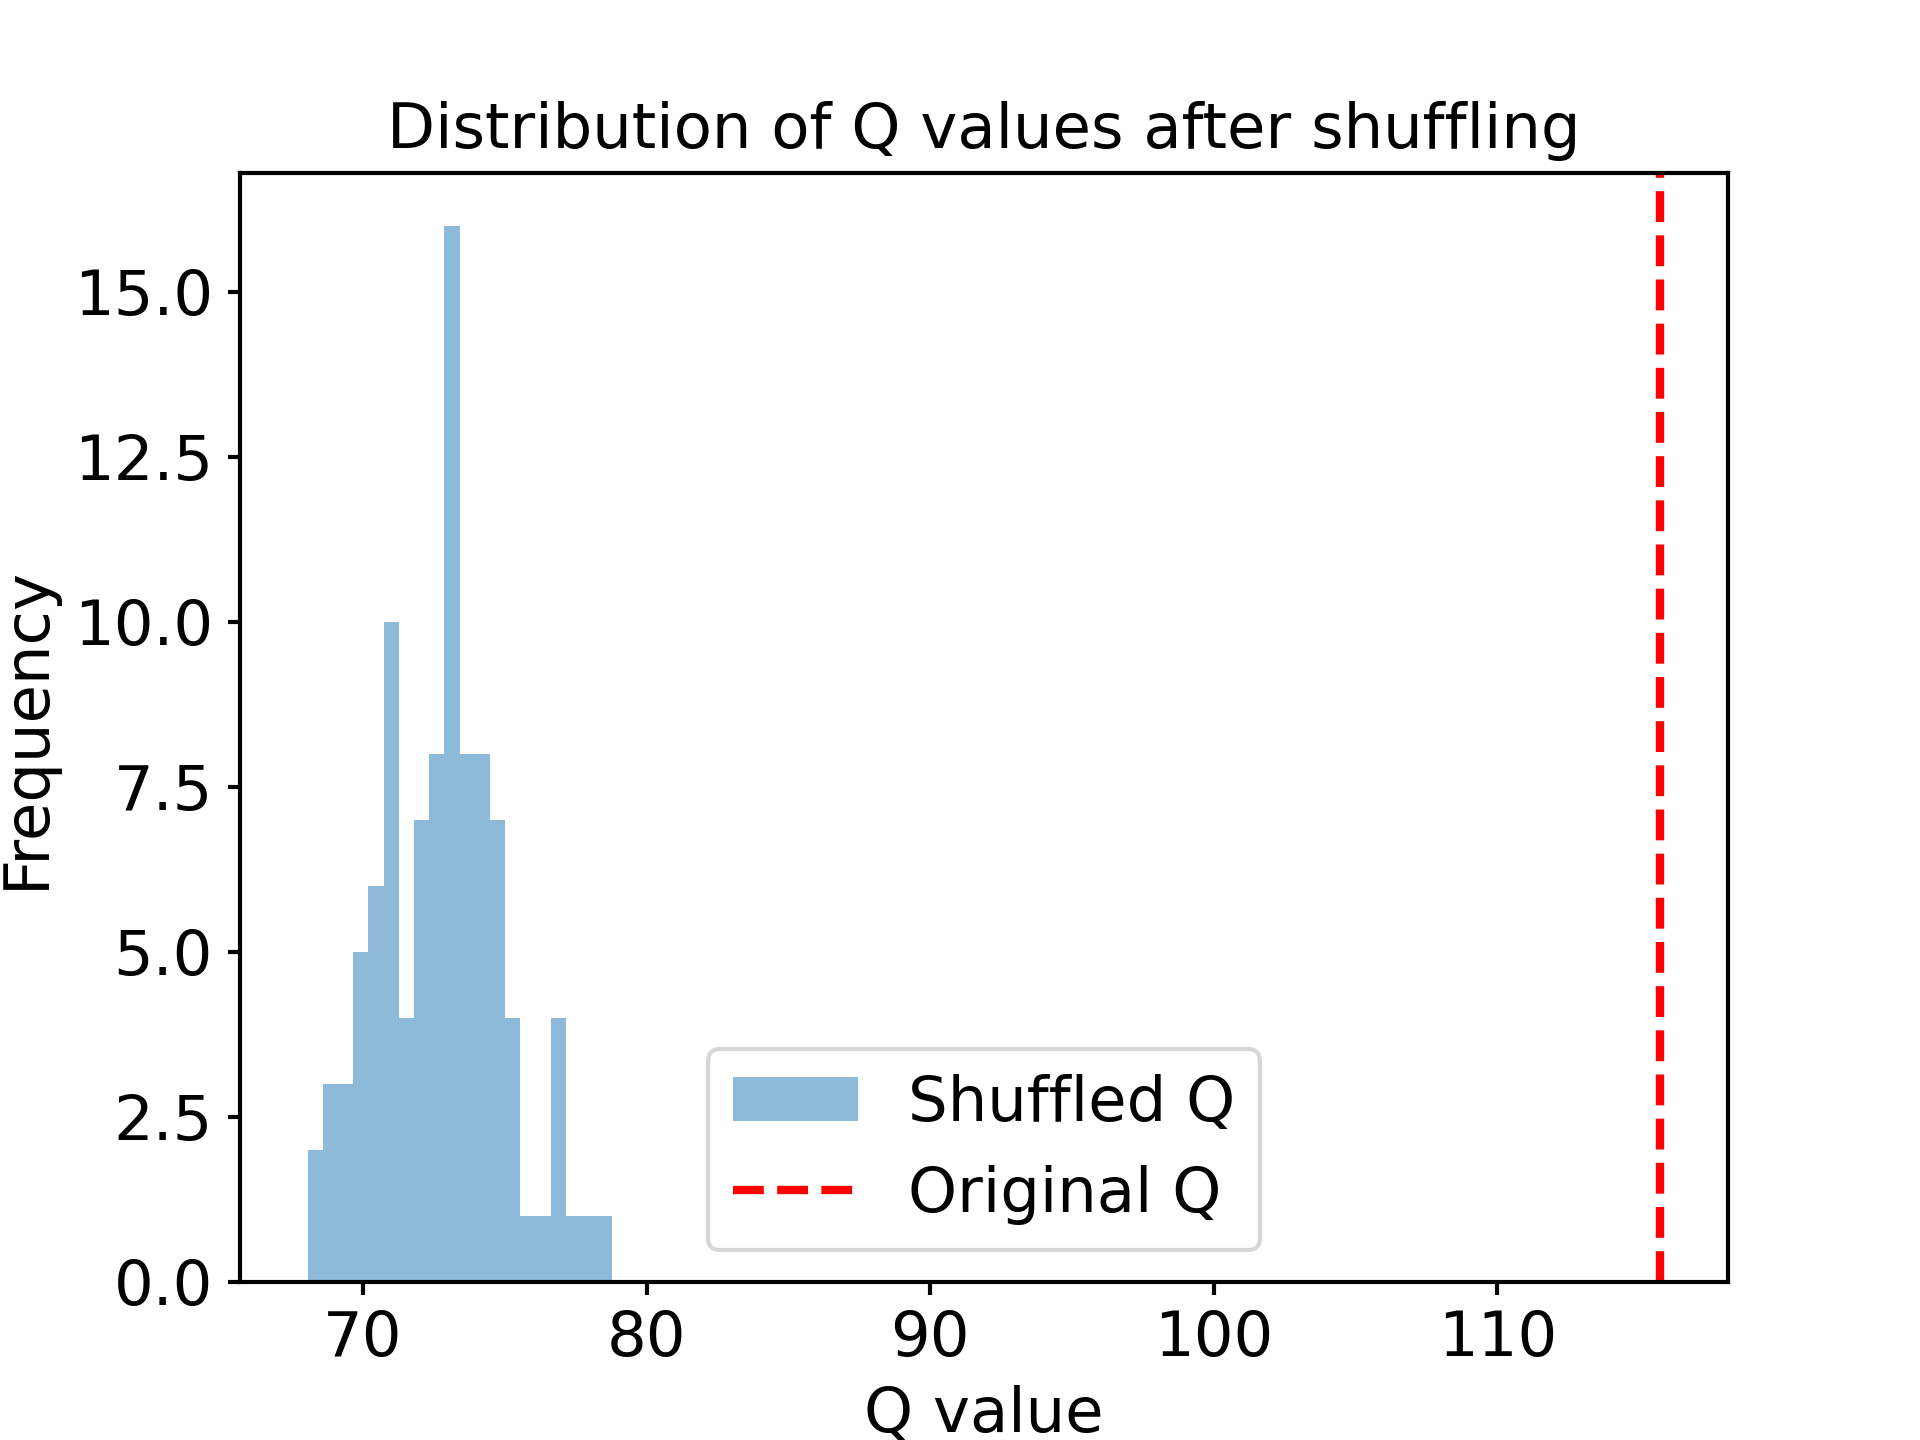 Distribution of Q values after shuffling
Frequency
15.0
12.5
10.0
7.5
5.0
2.5
0.0
Shuffled Q
Original Q
70 80 90 100 110
Q value